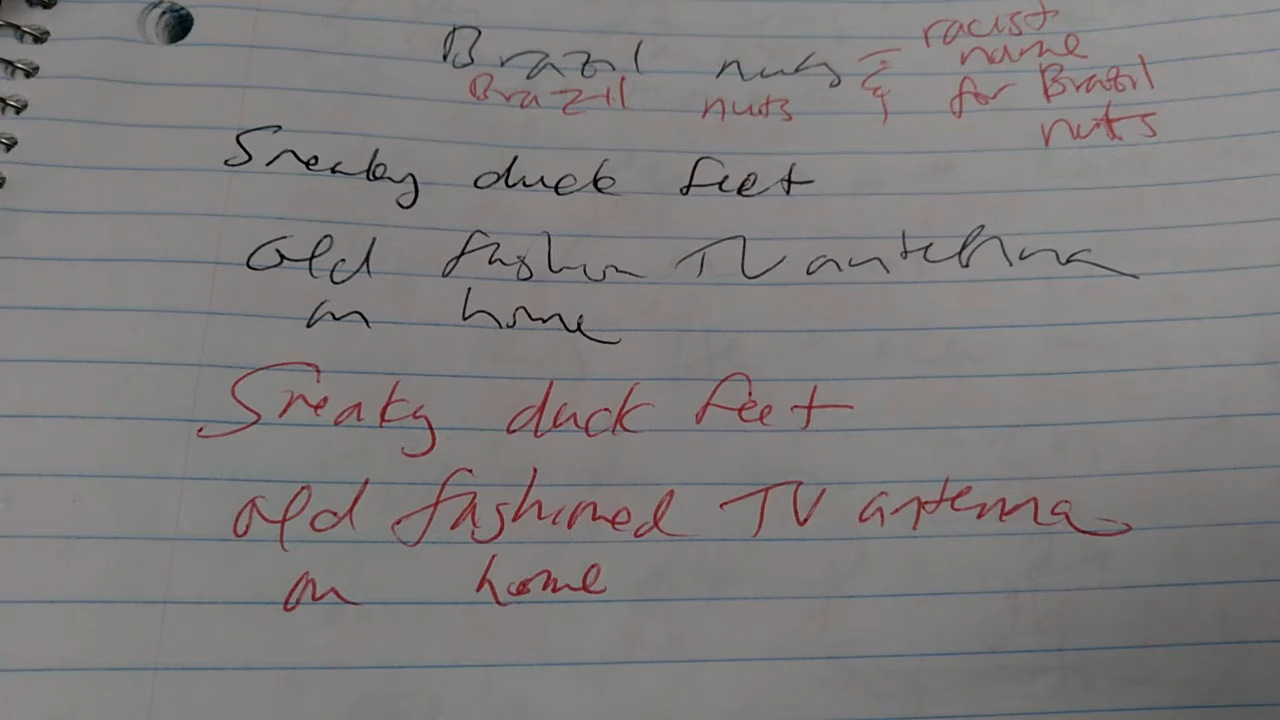 Brazil nuts & racist name for Brazil nuts
Brazil nuts
Sneaky duck feet
old fashion TV antenna
on home
Sneaky duck feet
old fashioned TV antenna
on home